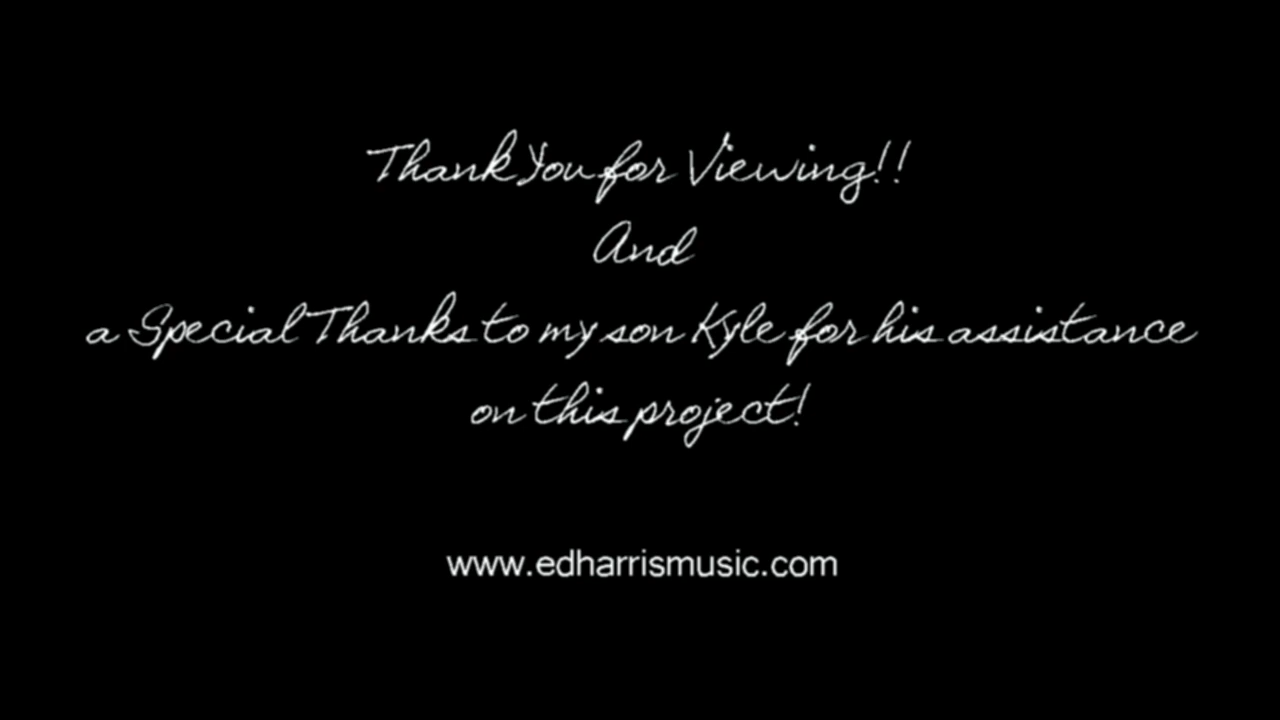 Thank You for Viewing!!
And
a Special Thanks to my son Kyle for his assistance
on this project!
www.edharrismusic.com